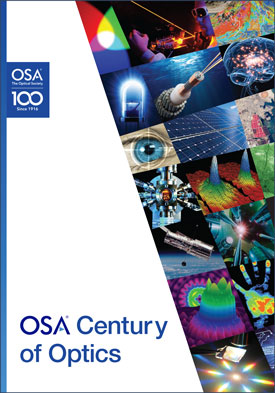 OSA
The Optical Society
100
Since 1916
OSA® Century
of Optics